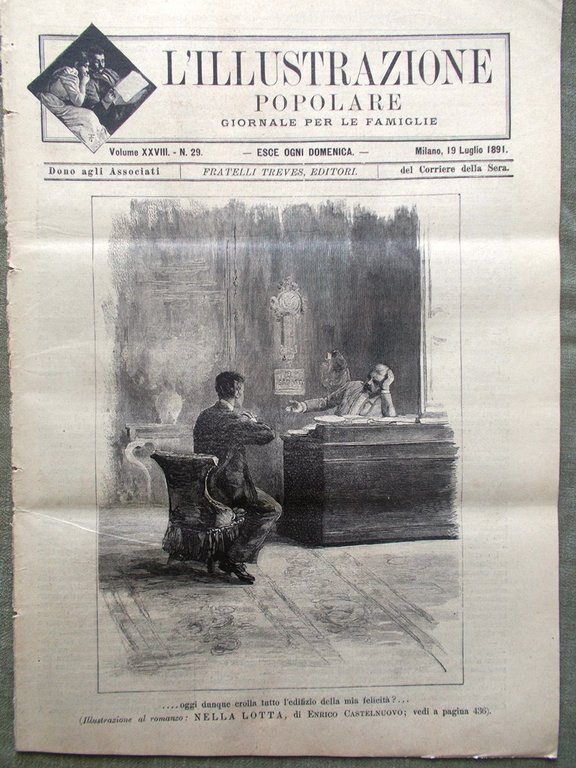 L'ILLUSTRAZIONE
POPOLARE
GIORNALE PER LE FAMIGLIE
Volume XXVIII. - N. 29. — ESCE OGNI DOMENICA. — Milano, 19 Luglio 1891.
Dono agli Associati FRATELLI TREVES, EDITORI. del Corriere della Sera.
....oggi dunque crolla tutto l'edifizio della mia felicità?...
(Illustrazione al romanzo: NELLA LOTTA, di ENRICO CASTELNUOVO; vedi a pagina 436).